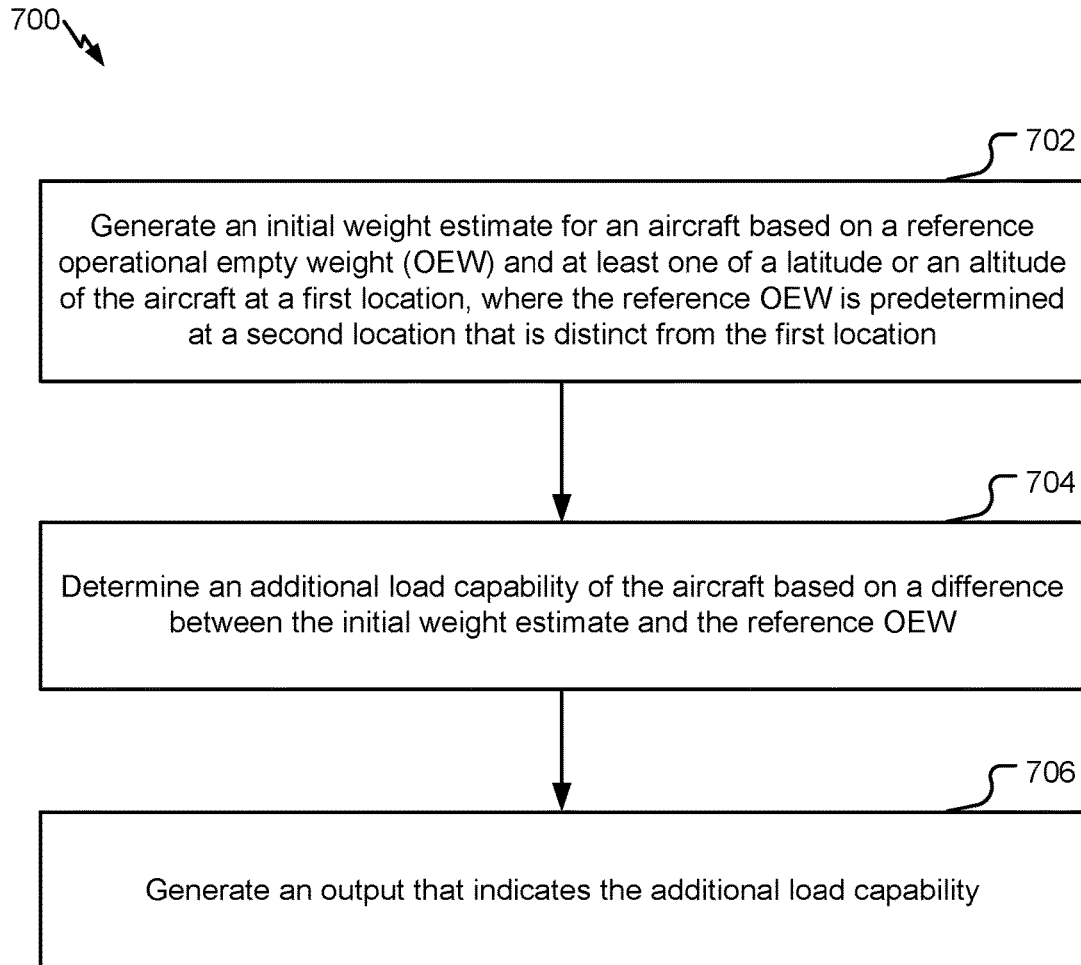 700
702
Generate an initial weight estimate for an aircraft based on a reference
operational empty weight (OEW) and at least one of a latitude or an altitude
of the aircraft at a first location, where the reference OEW is predetermined
at a second location that is distinct from the first location
704
Determine an additional load capability of the aircraft based on a difference
between the initial weight estimate and the reference OEW
706
Generate an output that indicates the additional load capability